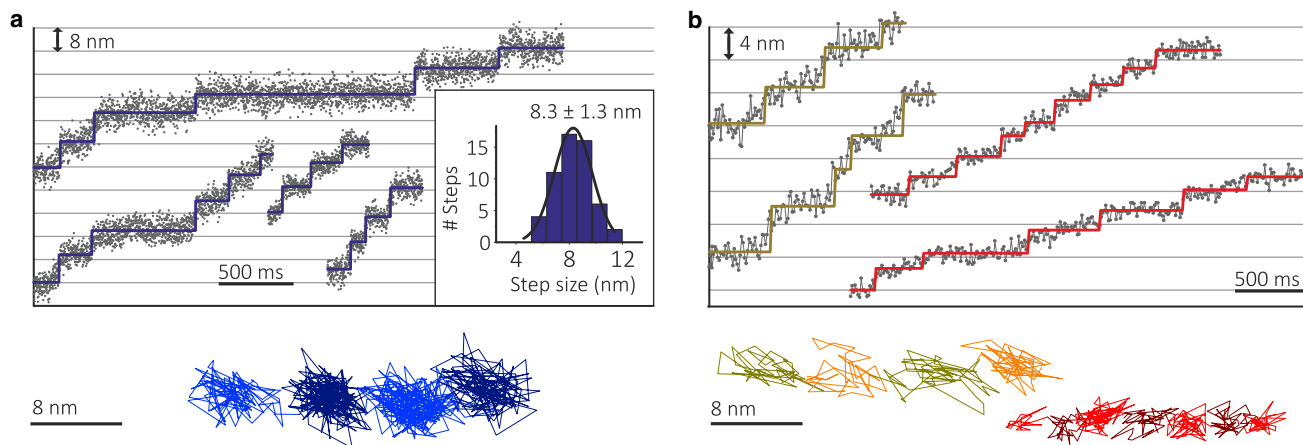 a
8 nm
500 ms
8.3 ± 1.3 nm
# Steps
15
10
5
0
4 8 12
Step size (nm)
8 nm
b
4 nm
500 ms
8 nm